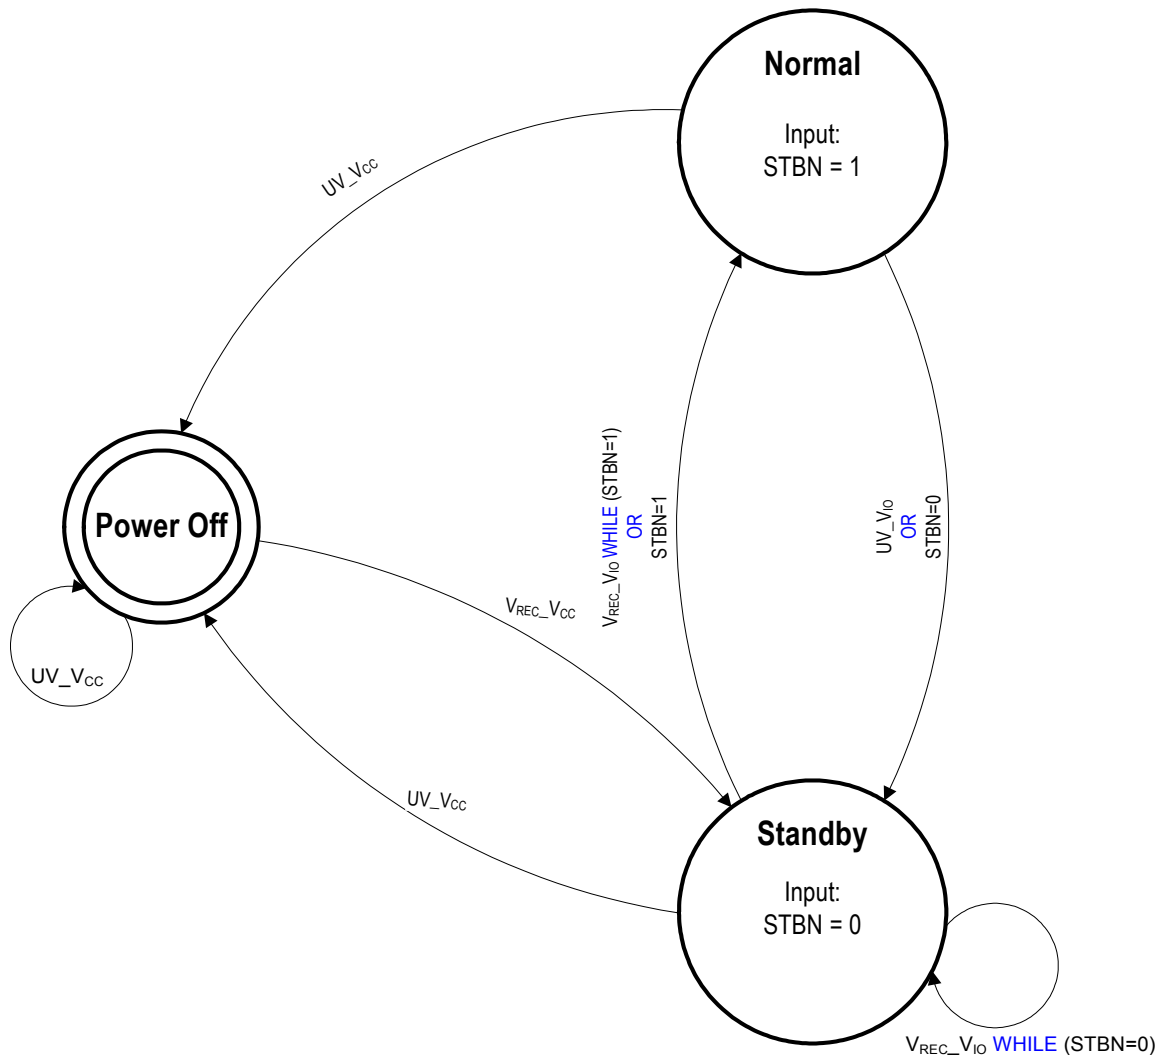 Normal
Input:
STBN = 1
UV_VCC
VREC_VIO WHILE (STBN=1)
OR
STBN=1
UV_VIO
OR
STBN=0
Power Off
VREC_VCC
UV_VCC
UV_VCC
Standby
Input:
STBN = 0
VREC_VIO WHILE (STBN=0)